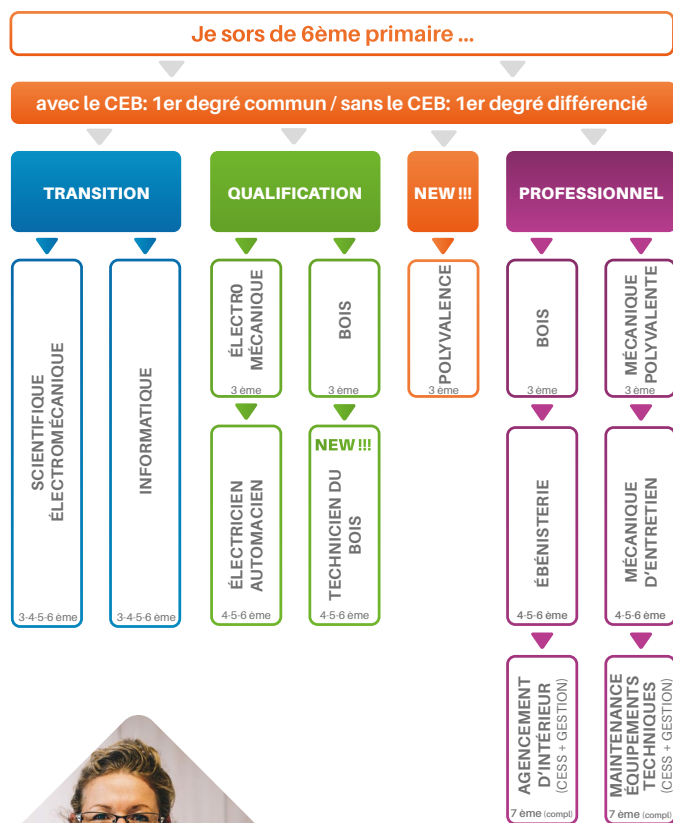 Je sors de 6ème primaire ...
avec le CEB: 1er degré commun / sans le CEB: 1er degré différencié
TRANSITION
QUALIFICATION
NEW !!!
PROFESSIONNEL
SCIENTIFIQUE
ÉLECTROMÉCANIQUE
3-4-5-6 ème
INFORMATIQUE
3-4-5-6 ème
ÉLECTRO
MÉCANIQUE
3 ème
BOIS
3 ème
POLYVALENCE
3 ème
BOIS
3 ème
MÉCANIQUE
POLYVALENTE
3 ème
ÉLECTRICIEN
AUTOMACIEN
4-5-6 ème
NEW !!!
TECHNICIEN DU
BOIS
4-5-6 ème
ÉBÉNISTERIE
4-5-6 ème
MÉCANIQUE
D'ENTRETIEN
4-5-6 ème
AGENCEMENT
D'INTÉRIEUR
(CESS + GESTION)
7 ème (compl)
MAINTENANCE
ÉQUIPEMENTS
TECHNIQUES
(CESS + GESTION)
7 ème (compl)